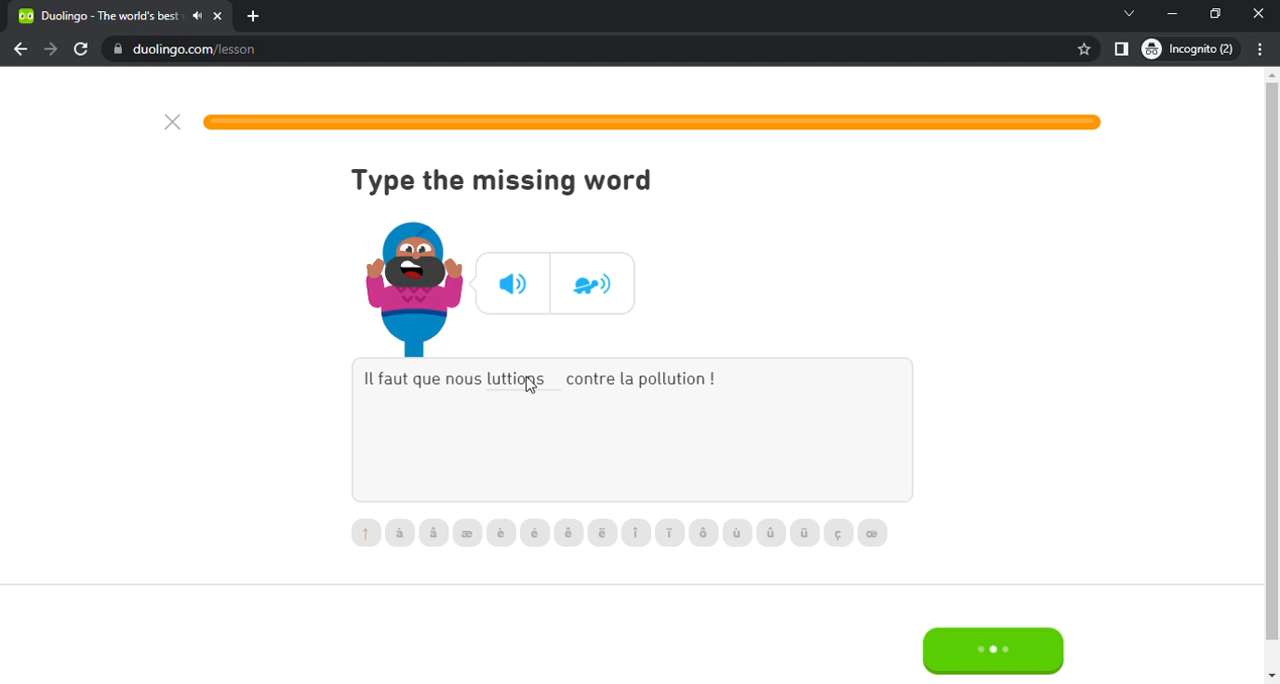 Duolingo - The world's best
duolingo.com/lesson
Incognito (2)
Type the missing word
Il faut que nous luttions contre la pollution !
↑ à â æ è é ê ë î ï ô ù û ü ç œ